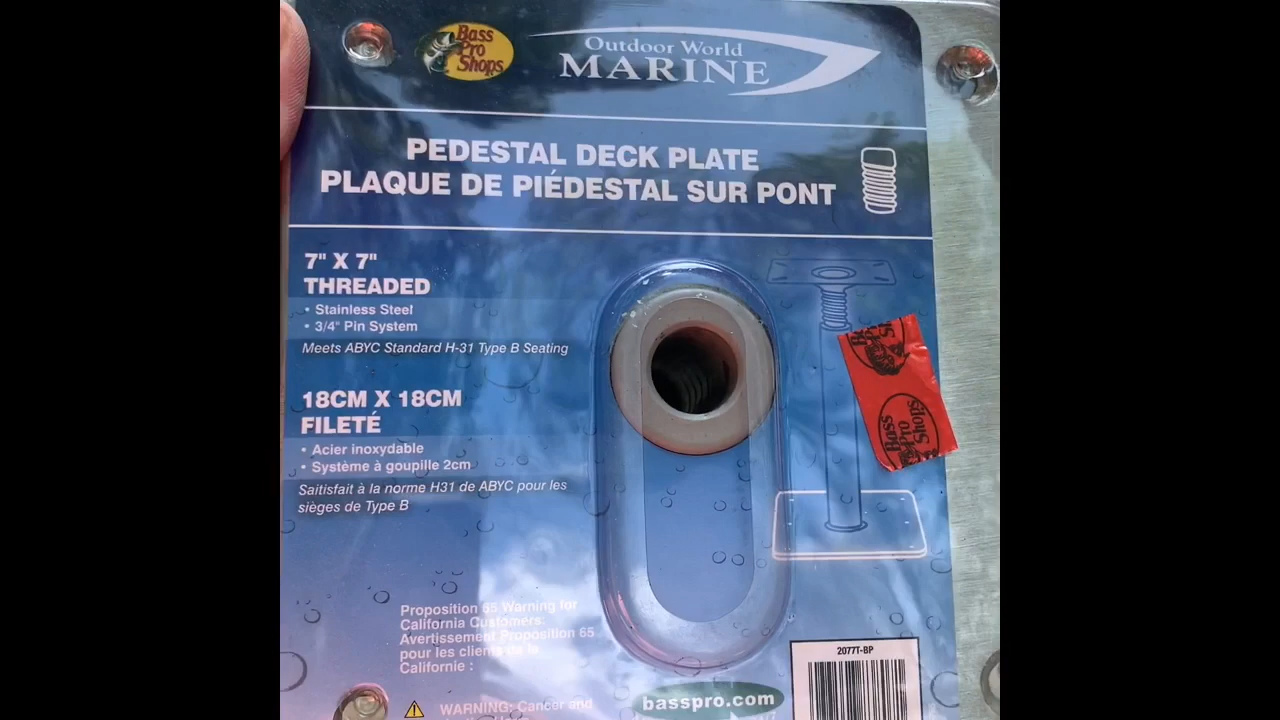 Bass
Pro
Shops
Outdoor World
MARINE
PEDESTAL DECK PLATE
PLAQUE DE PIÉDESTAL SUR PONT
7" X 7"
THREADED
• Stainless Steel
• 3/4" Pin System
Meets ABYC Standard H-31 Type B Seating
18CM X 18CM
FILETÉ
• Acier inoxydable
• Système à goupille 2cm
Saitisfait à la norme H31 de ABYC pour les
sièges de Type B
Bass
Pro
Shops
Proposition 65 Warning for
California Customers:
Avertissement Proposition 65
pour les clients de la
Californie :
WARNING: Cancer and
basspro.com
2077T-BP